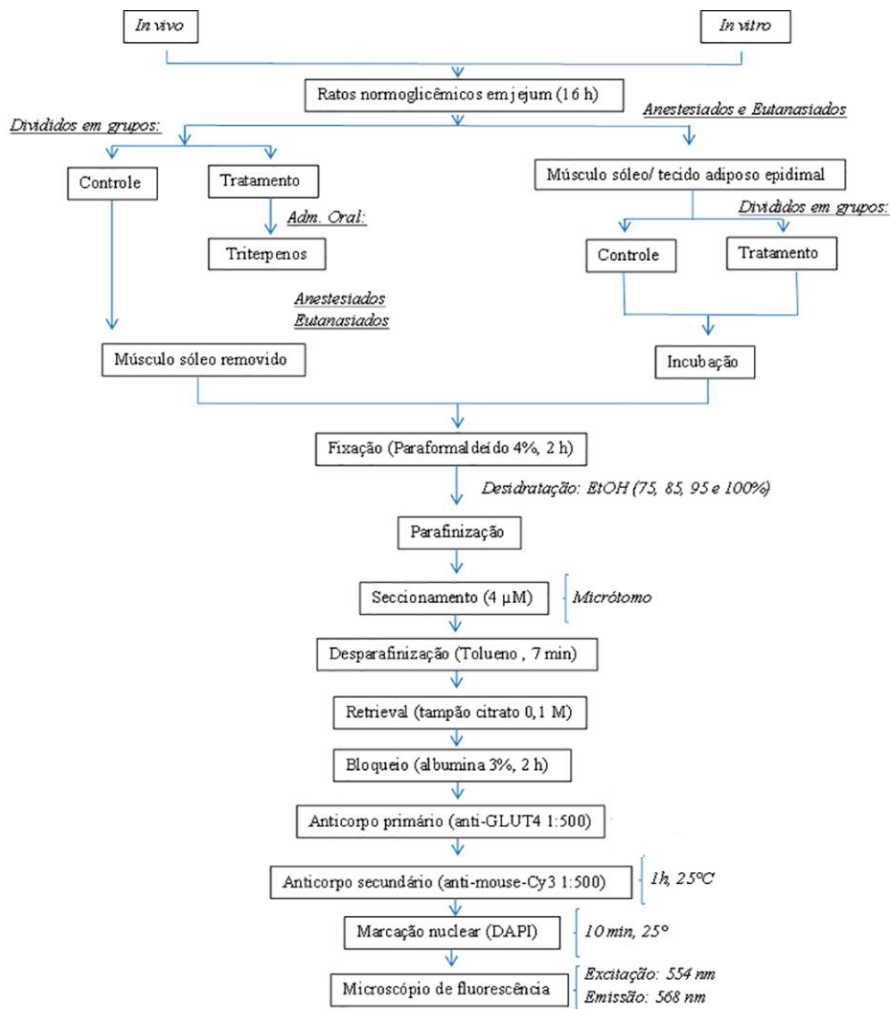 In vivo
In vitro
Ratos normoglicêmicos em jejum (16 h)
Anestesiados e Eutanasiados
Divididos em grupos:
Controle
Tratamento
Músculo sóleo/ tecido adiposo epidimal
Adm. Oral:
Divididos em grupos:
Triterpenos
Controle
Tratamento
Anestesiados
Eutanasiados
Músculo sóleo removido
Incubação
Fixação (Paraformaldeído 4%, 2 h)
Desidratação: EtOH (75, 85, 95 e 100%)
Parafinização
Seccionamento (4 µM)
Micrótomo
Desparafinização (Tolueno , 7 min)
Retrieval (tampão citrato 0,1 M)
Bloqueio (albumina 3%, 2 h)
Anticorpo primário (anti-GLUT4 1:500)
Anticorpo secundário (anti-mouse-Cy3 1:500)
1h, 25°C
Marcação nuclear (DAPI)
10 min, 25°
Microscópio de fluorescência
Excitação: 554 nm
Emissão: 568 nm